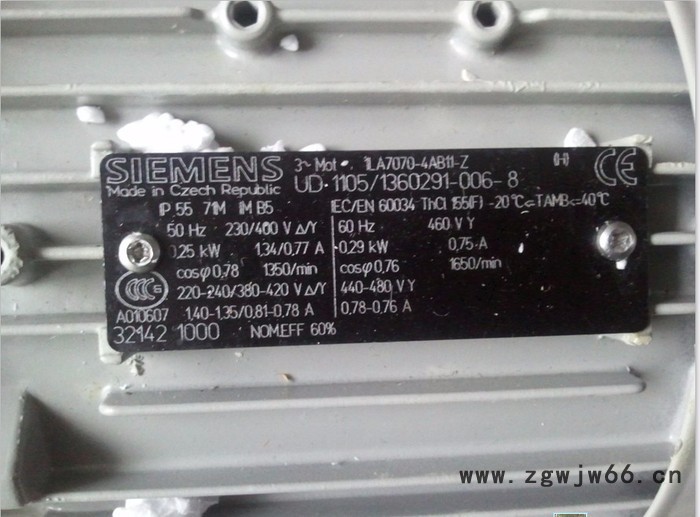 SIEMENS 3~ Mot. 1LA7070-4AB11-Z (H) CE
Made in Czech Republic UD 1105/1360291-006-8
IP 55 71M IM B5 IEC/EN 60034 Th.Cl. 155(F) -20°C<=TAMB<=40°C
50 Hz 230/400 V Δ/Y 60 Hz 460 V Y
0,25 kW 1,34/0,77 A 0,29 kW 0,75 A
cosφ 0,78 1350/min cosφ 0,76 1650/min
220-240/380-420 V Δ/Y 440-480 V Y
CCC S
A010607 1,40-1,35/0,81-0,78 A 0,78-0,76 A
32142 1000 NOM.EFF 60%
www.zgwjw66.cn